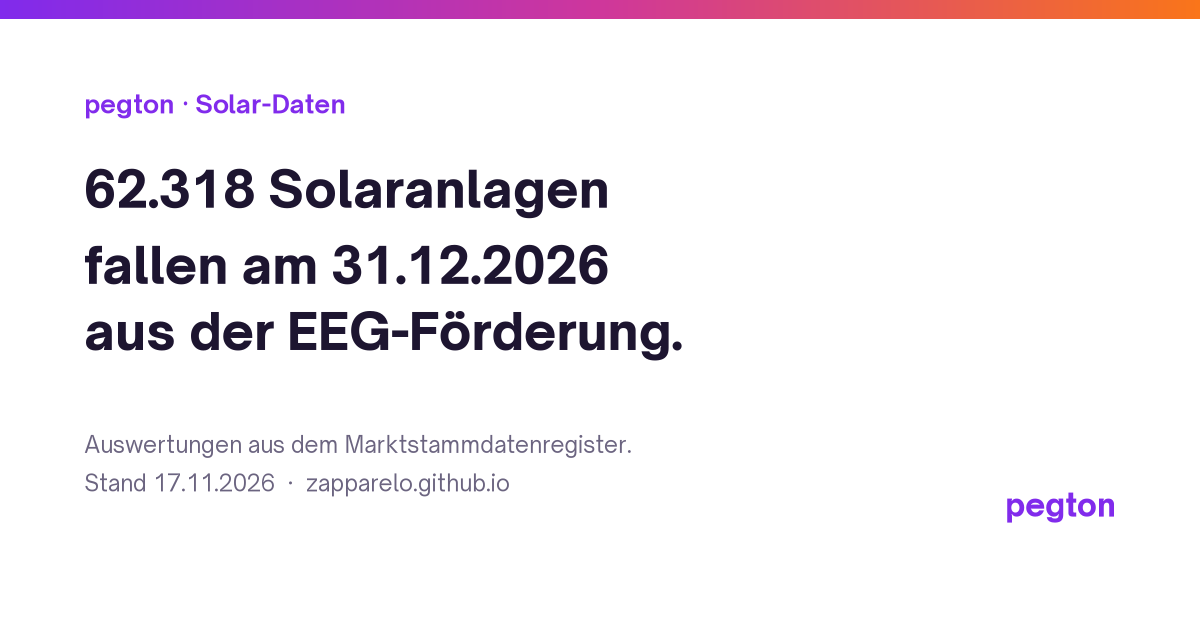 pegton · Solar-Daten
62.318 Solaranlagen
fallen am 31.12.2026
aus der EEG-Förderung.
Auswertungen aus dem Marktstammdatenregister.
Stand 17.11.2026 · zapparelo.github.io
pegton